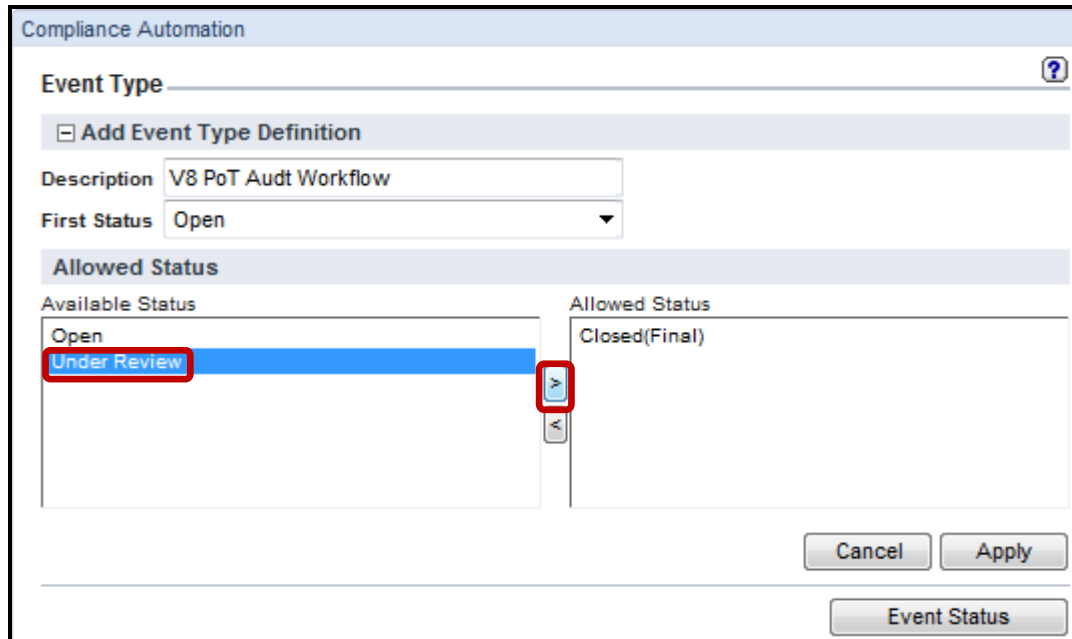 Compliance Automation
Event Type
?
Add Event Type Definition
Description V8 PoT Audt Workflow
First Status Open
Allowed Status
Available Status Allowed Status
Open Closed(Final)
Under Review
>
<
Cancel Apply
Event Status